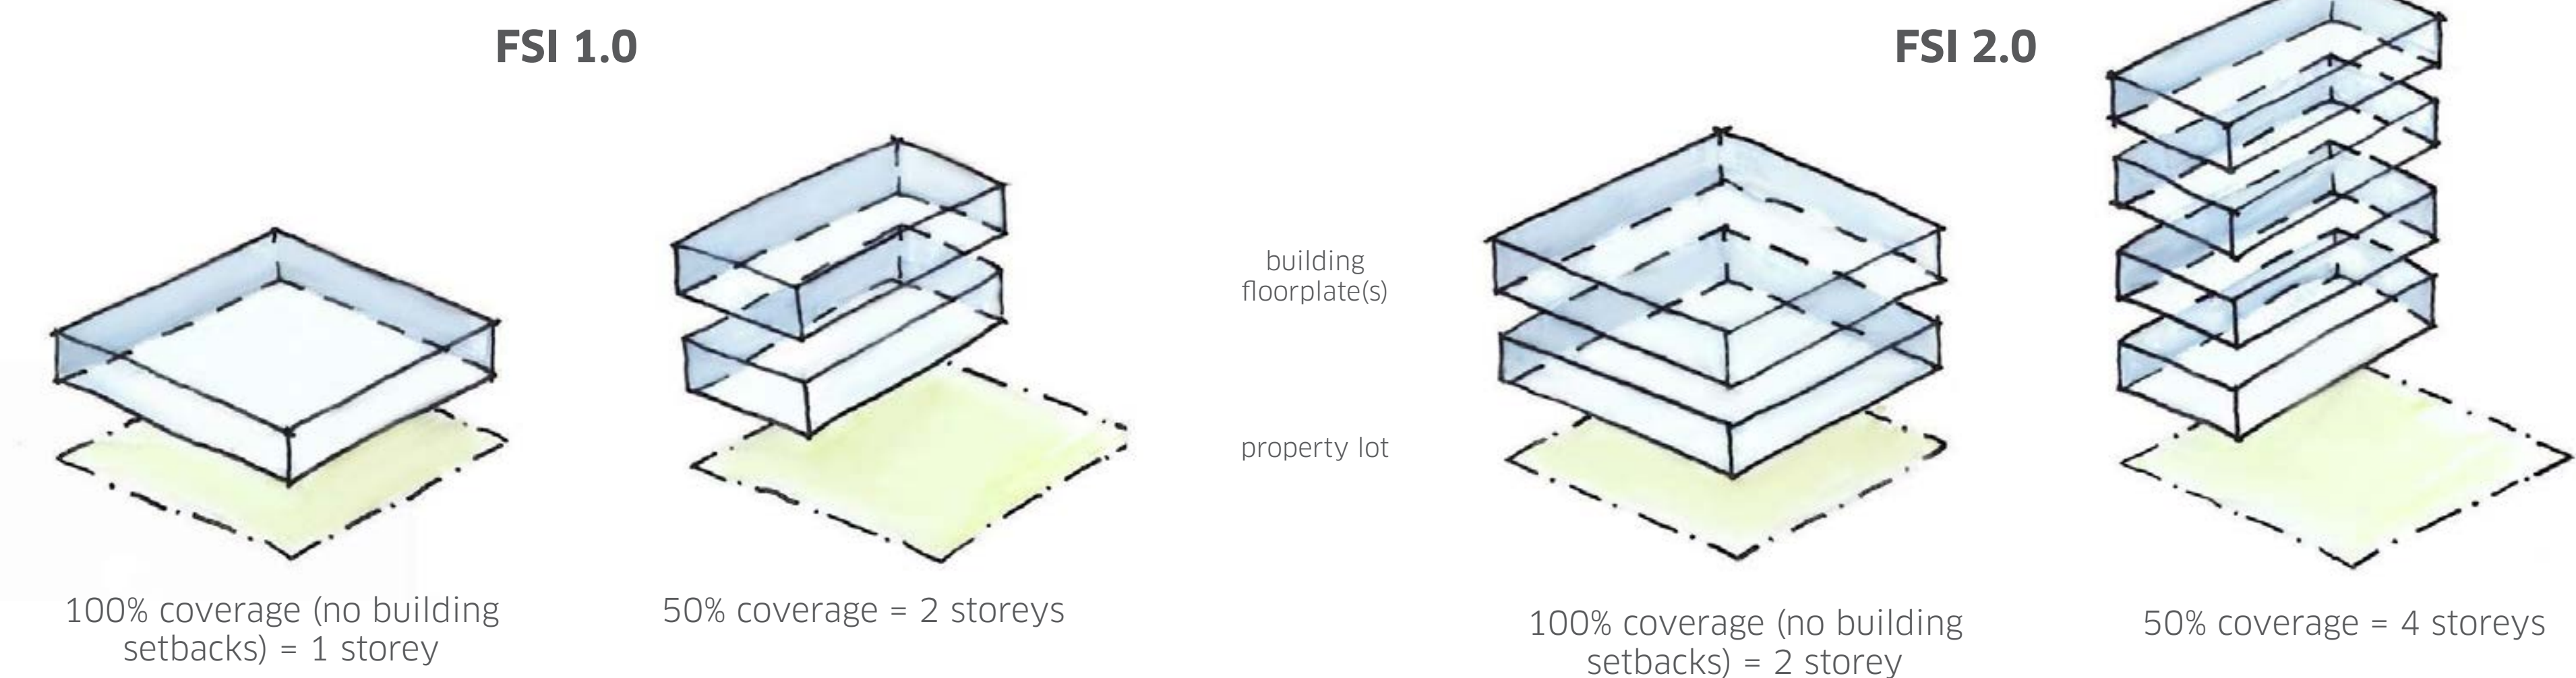 FSI 1.0
100% coverage (no building
setbacks) = 1 storey
50% coverage = 2 storeys
building
floorplate(s)
property lot
FSI 2.0
100% coverage (no building
setbacks) = 2 storey
50% coverage = 4 storeys